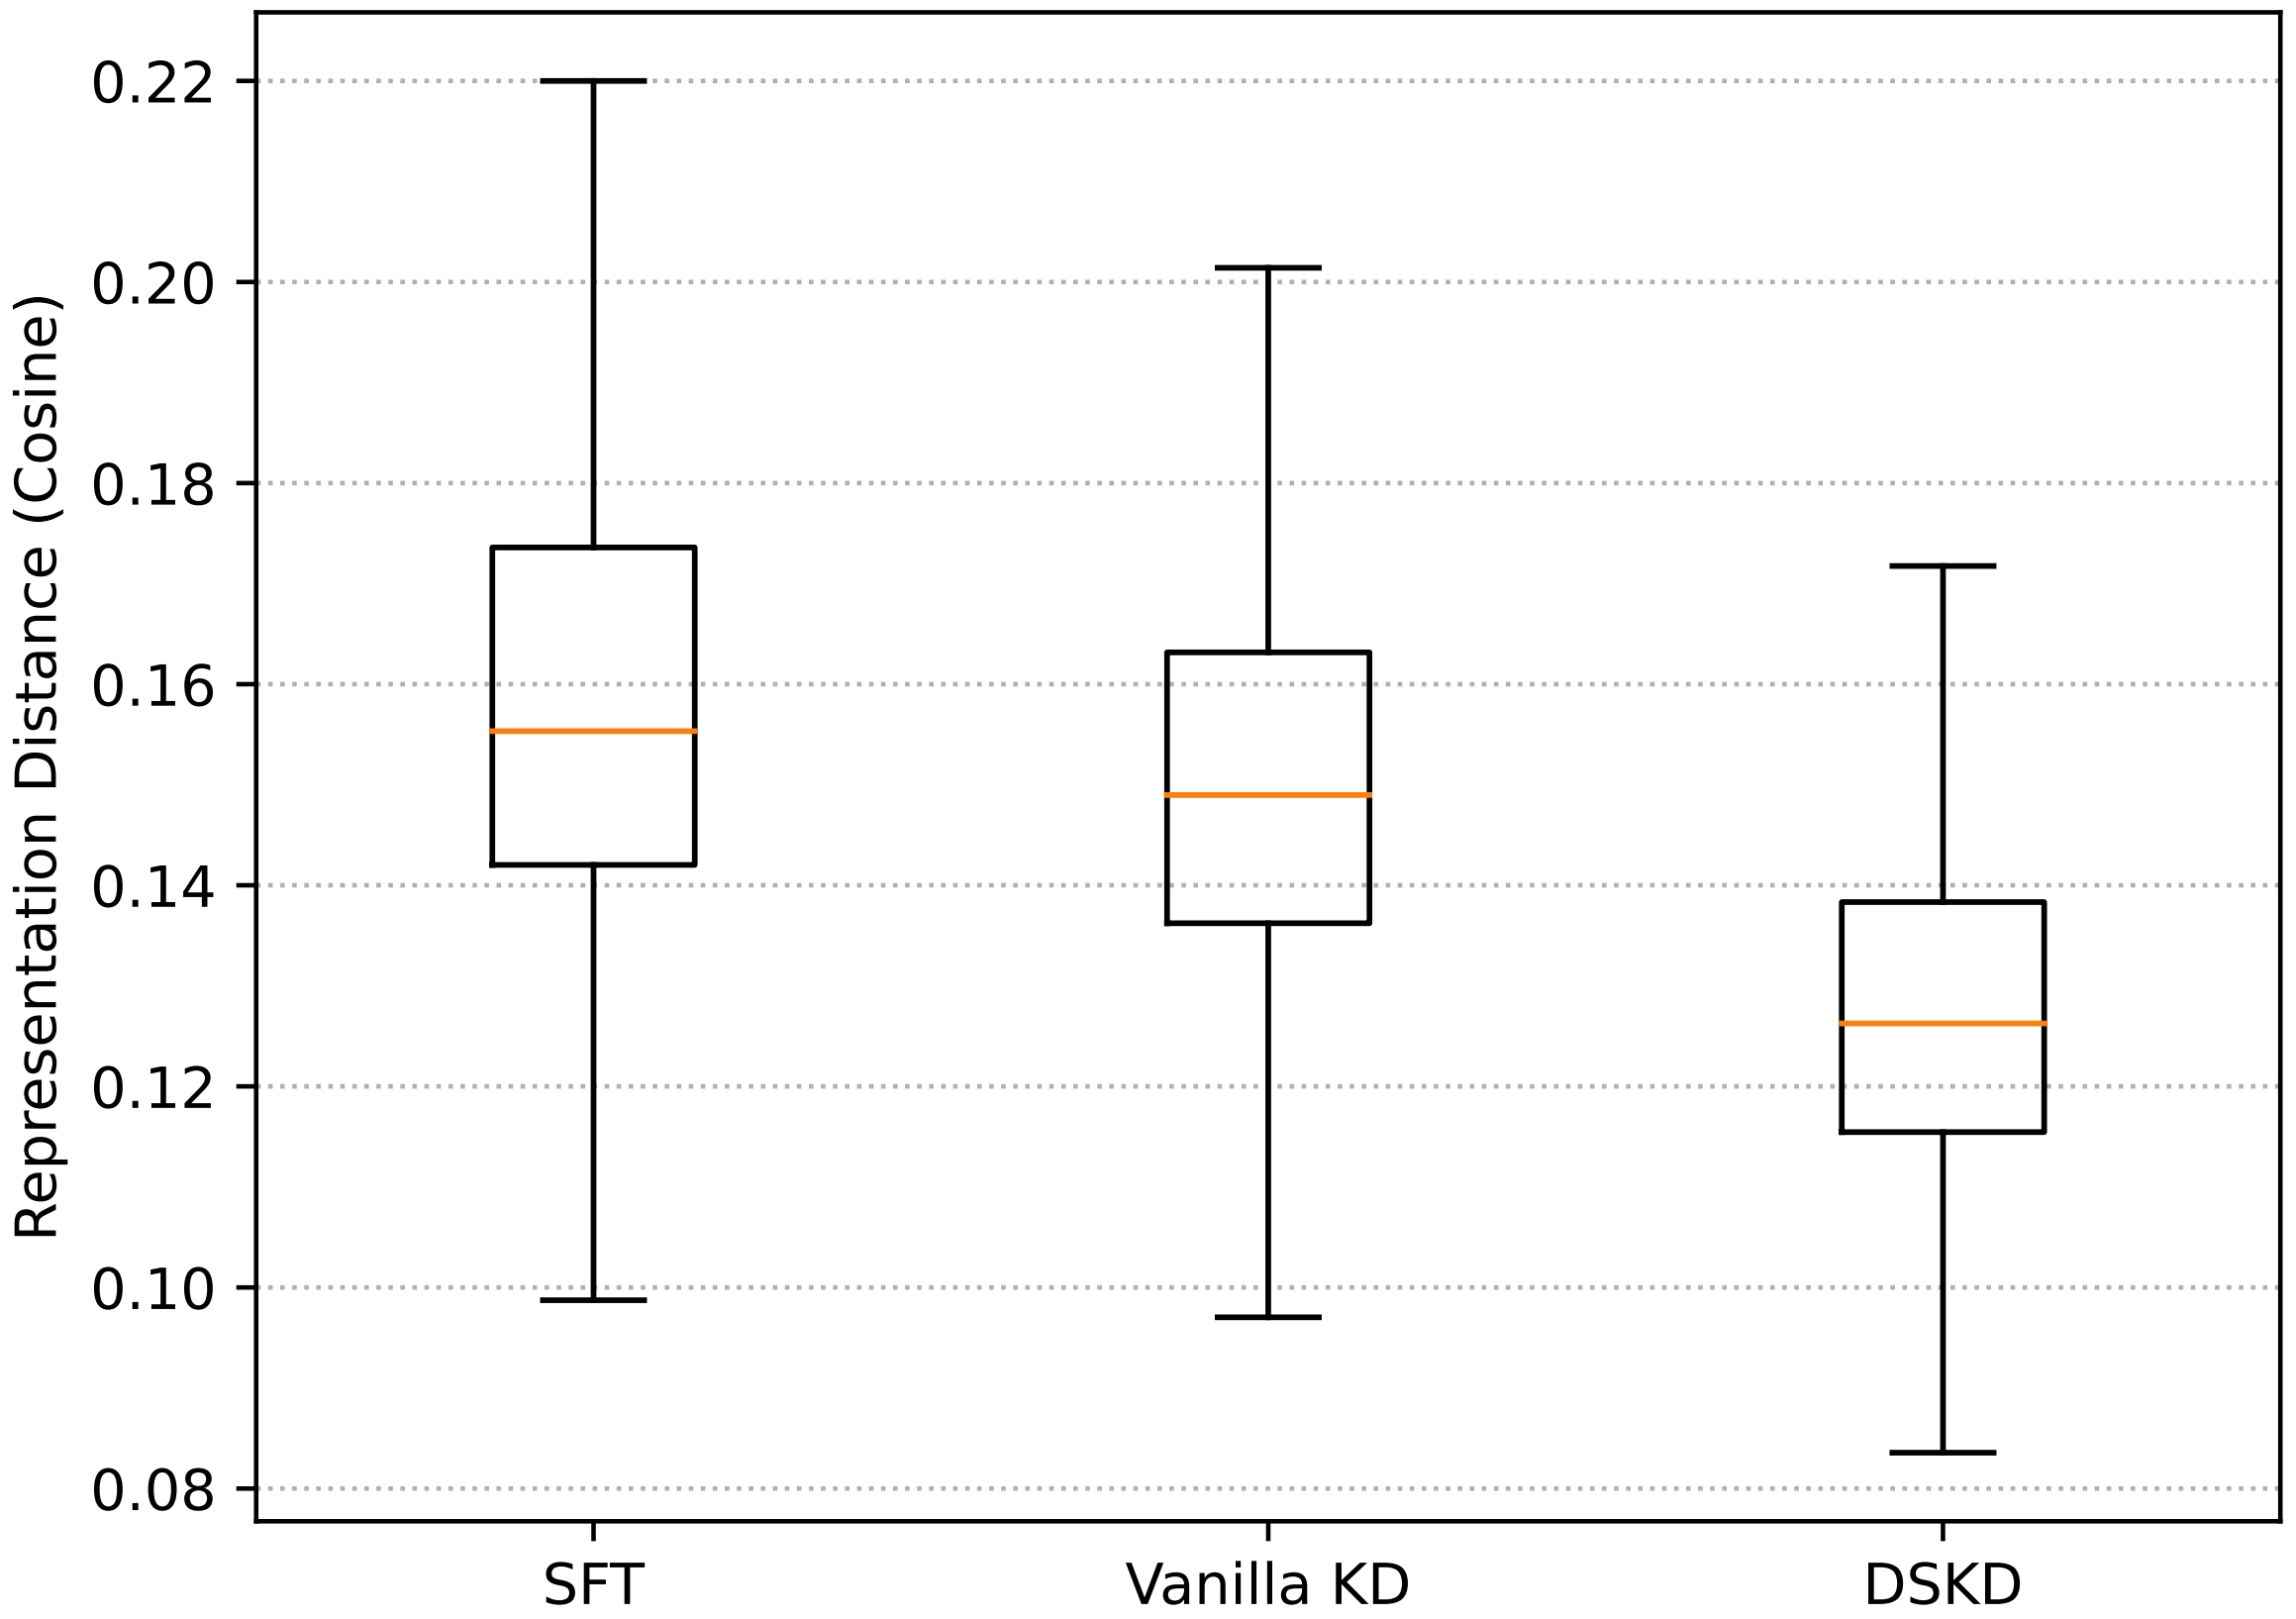 Representation Distance (Cosine)
0.22
0.20
0.18
0.16
0.14
0.12
0.10
0.08
SFT
Vanilla KD
DSKD